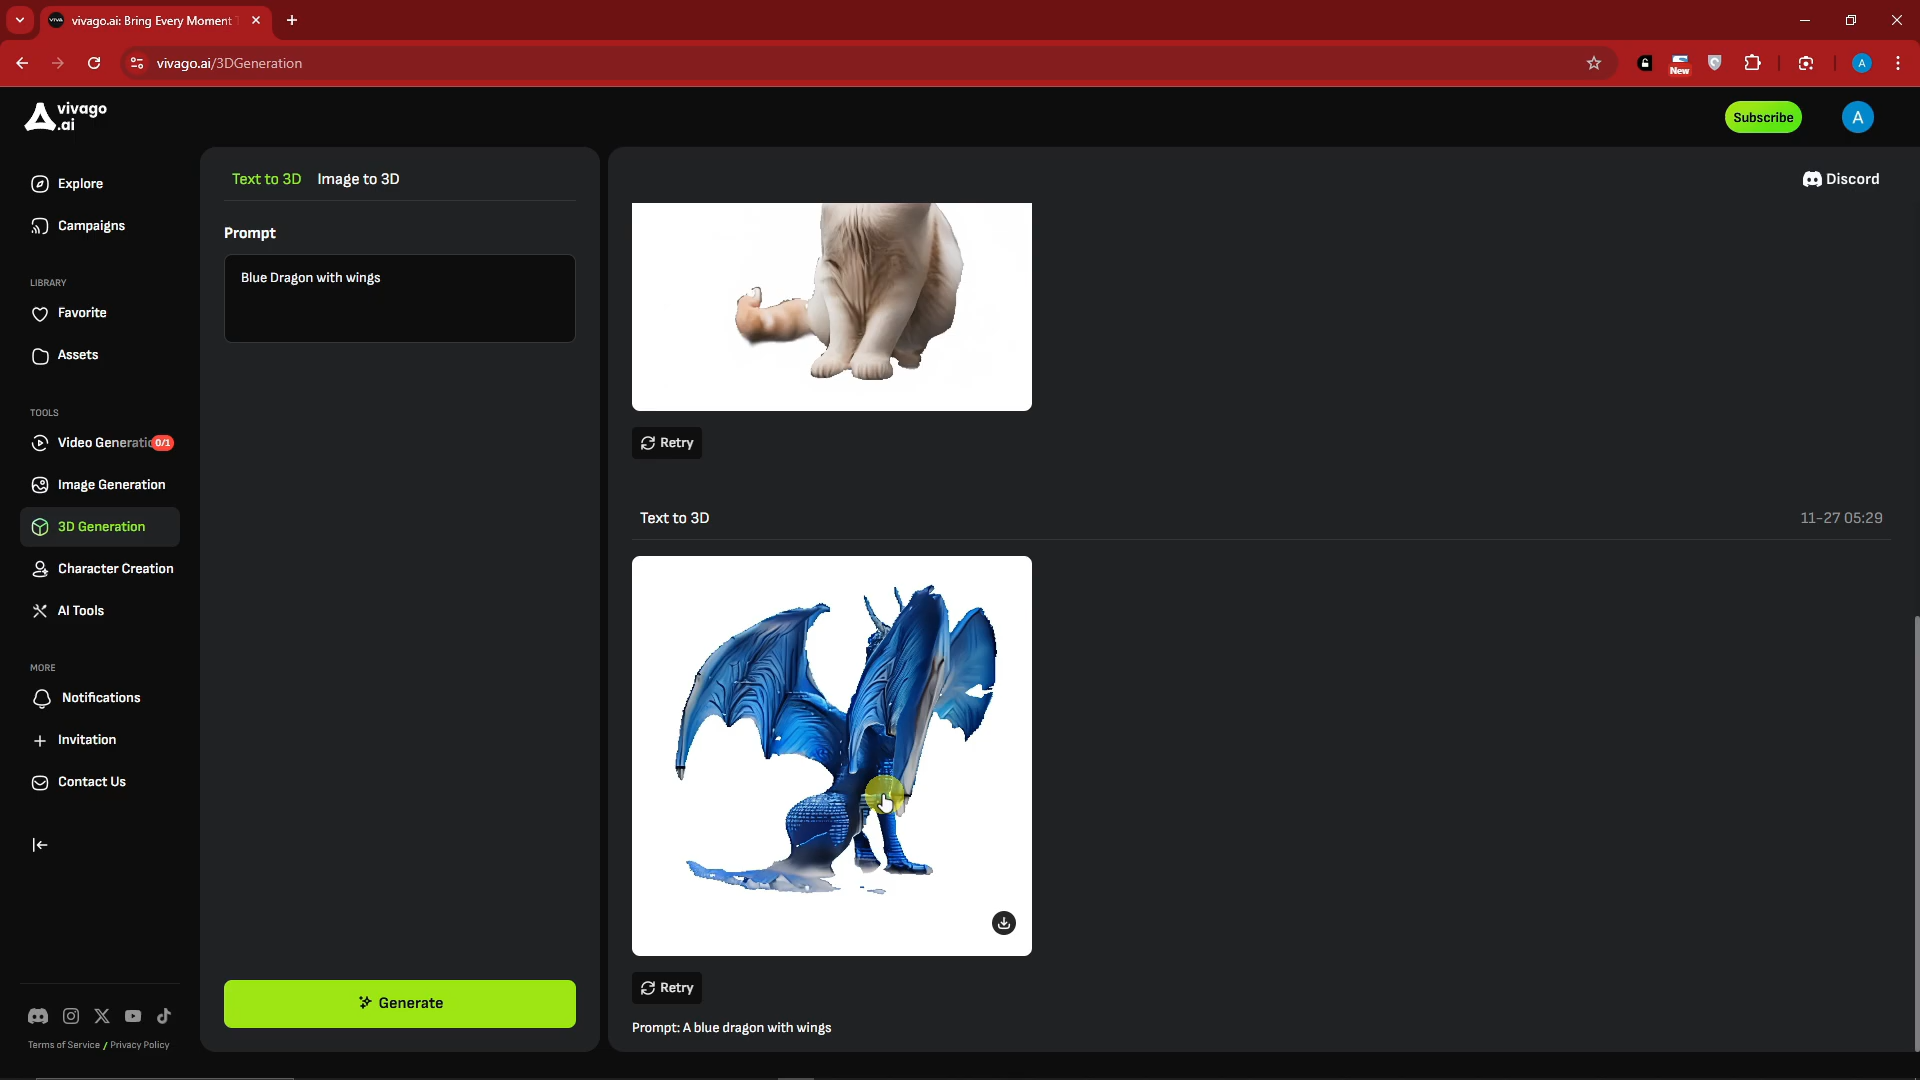 vivago.ai: Bring Every Moment
vivago.ai/3DGeneration
New
A
vivago
.ai
Subscribe
A
Explore
Campaigns
LIBRARY
Favorite
Assets
TOOLS
Video Generatio 0/1
Image Generation
3D Generation
Character Creation
AI Tools
MORE
Notifications
Invitation
Contact Us
Terms of Service / Privacy Policy
Text to 3D Image to 3D
Prompt
Blue Dragon with wings
Generate
Discord
Retry
Text to 3D
11-27 05:29
Retry
Prompt: A blue dragon with wings